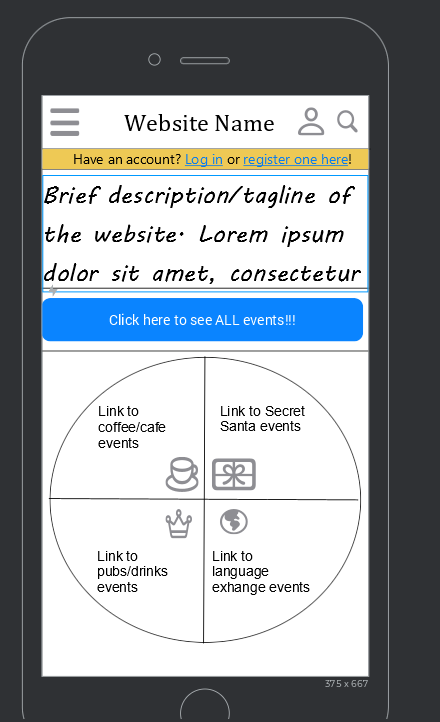 Website Name
Have an account? Log in or register one here!
Brief description/tagline of
the website. Lorem ipsum
dolor sit amet, consectetur
Click here to see ALL events!!!
Link to
coffee/cafe
events
Link to Secret
Santa events
Link to
pubs/drinks
events
Link to
language
exhange events
375 x 667